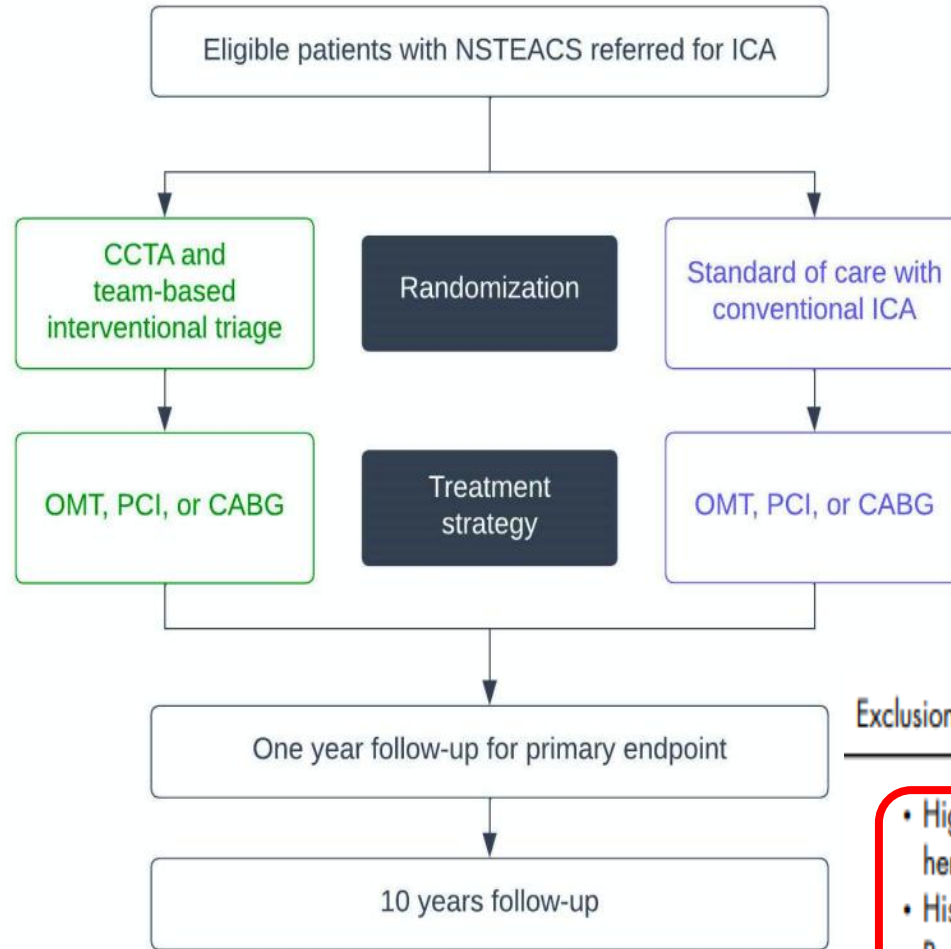 Eligible patients with NSTEACS referred for ICA
CCTA and
team-based
interventional triage
Randomization
Standard of care with
conventional ICA
OMT, PCI, or CABG
Treatment
strategy
OMT, PCI, or CABG
One year follow-up for primary endpoint
Exclusion
10 years follow-up